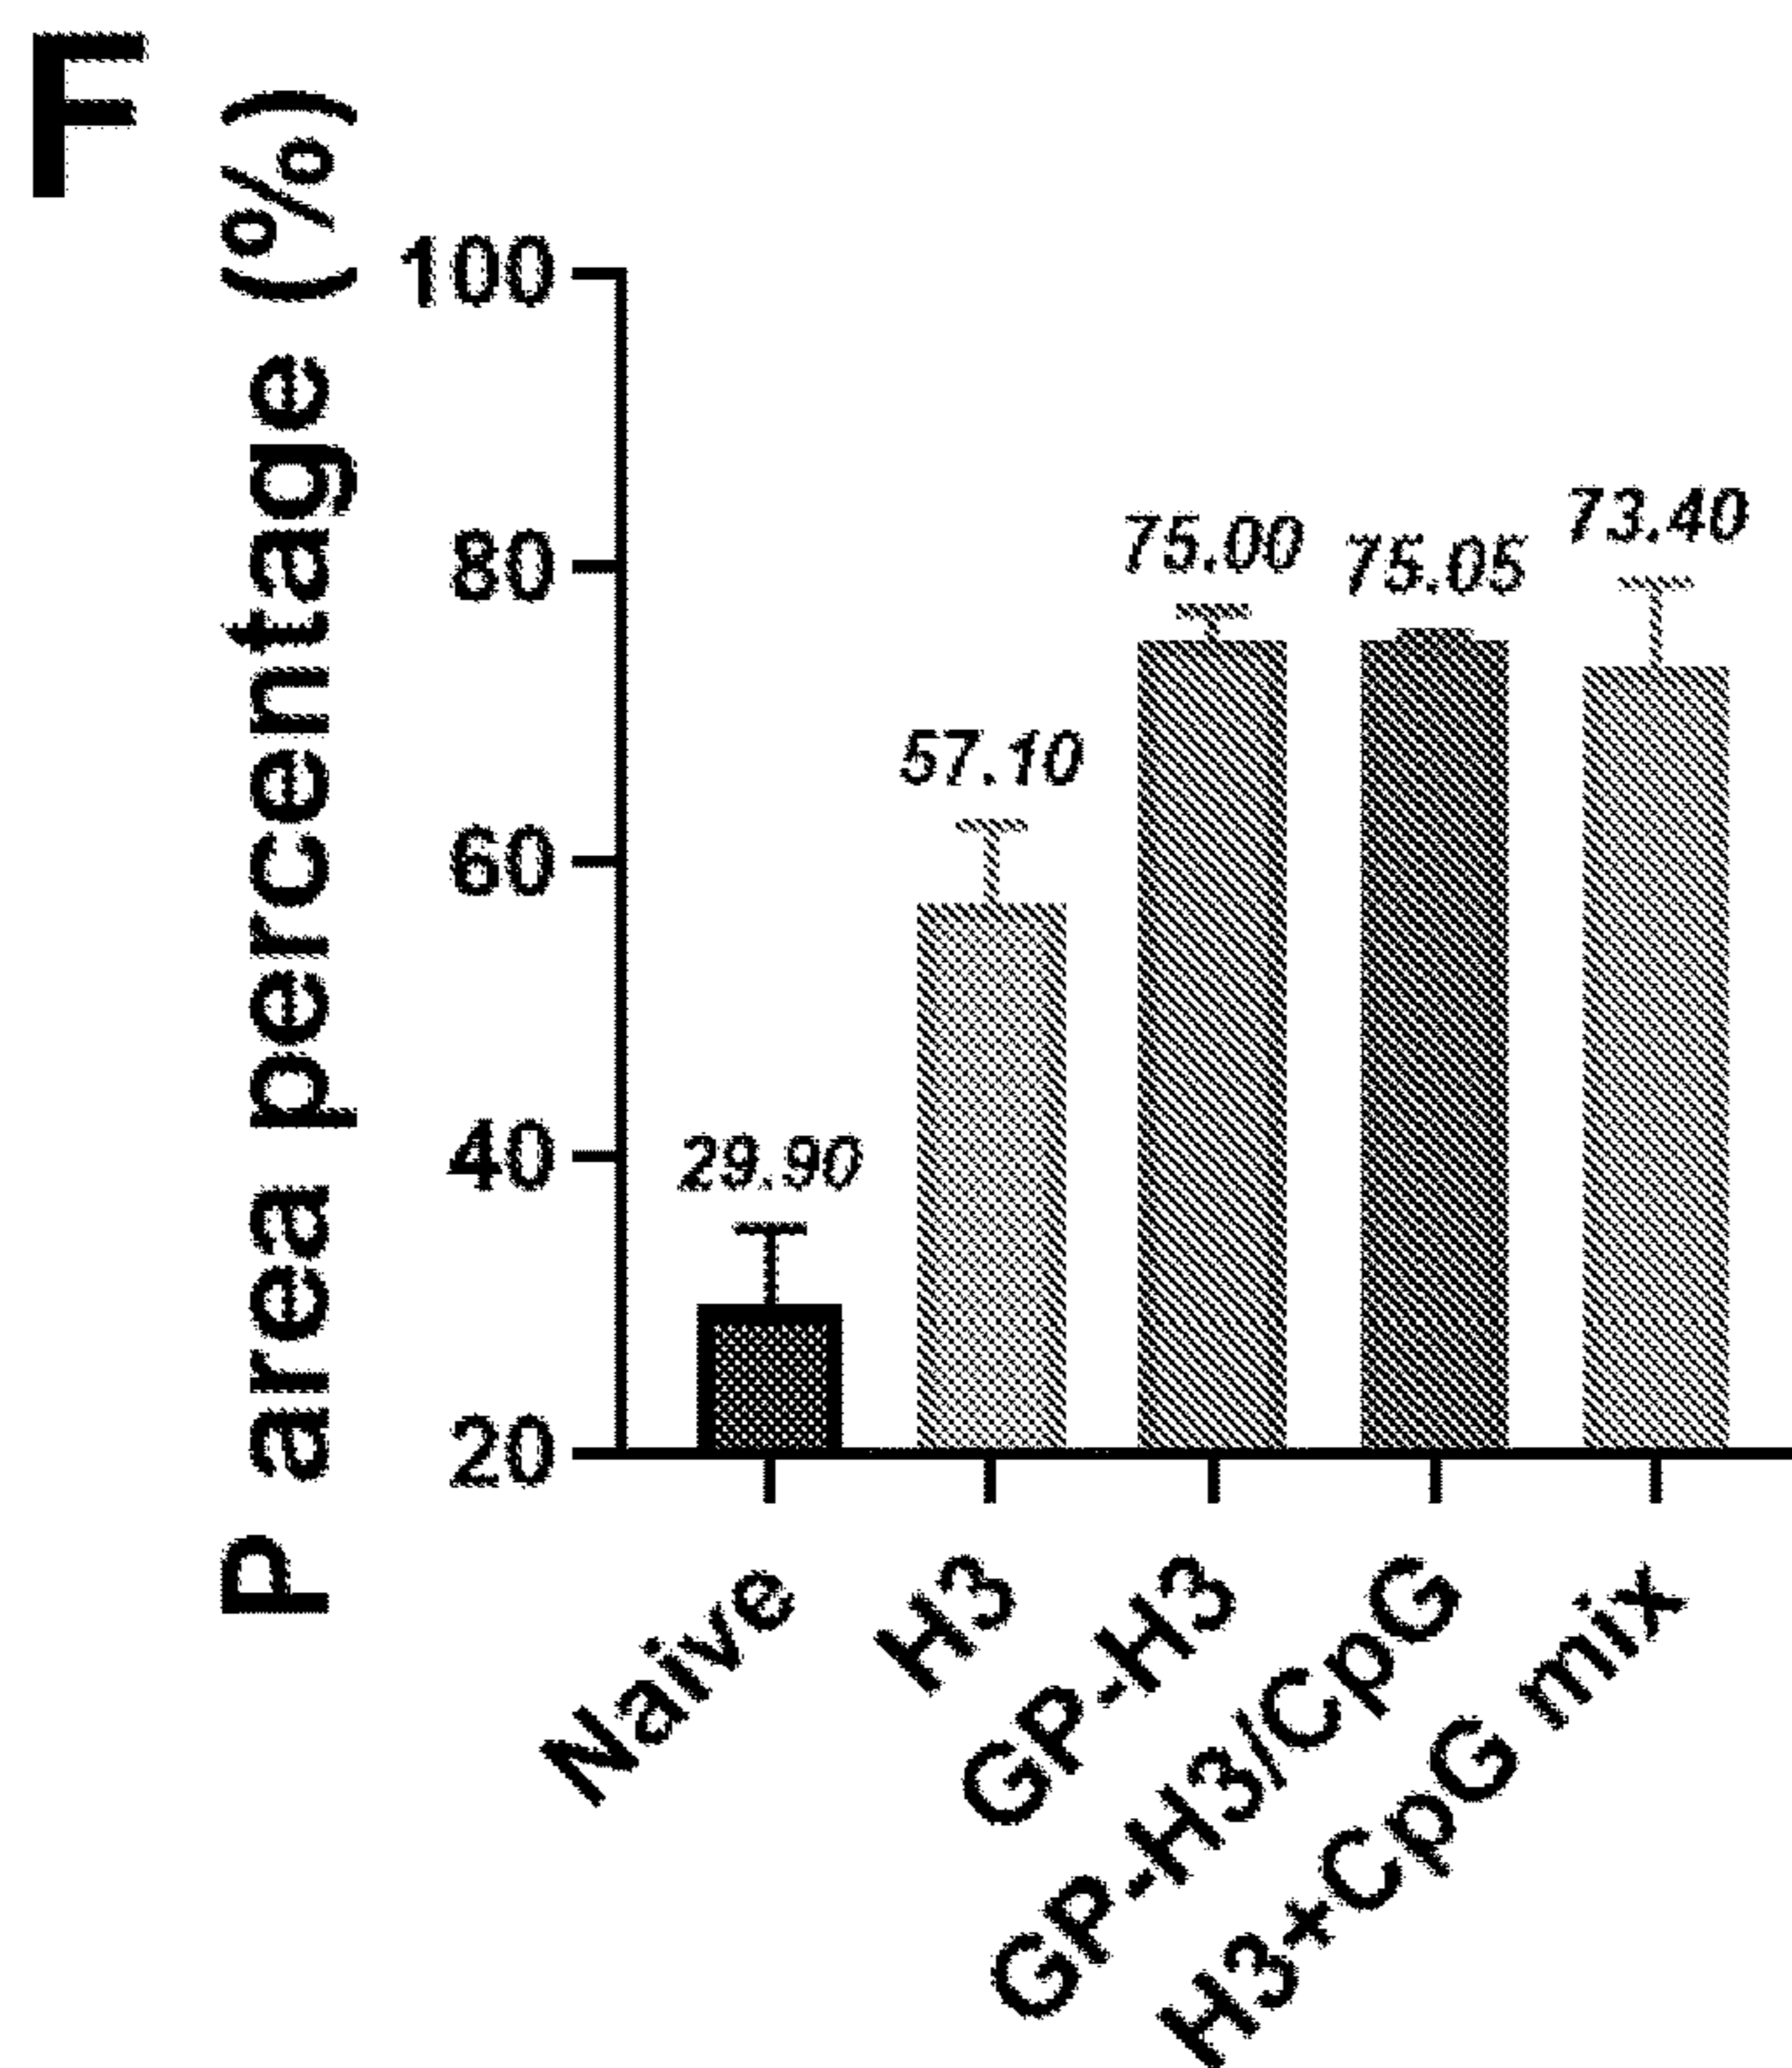 F
P area percentage (%)
100
80
60
40
20
29.90
57.10
75.00
75.05
73.40
Naive
H3
GP-H3
GP-H3/CpG
H3+CpG mix